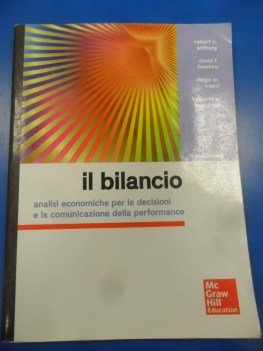 robert n.
anthony
david f.
hawkins
diego m.
macrì
il bilancio
analisi economiche per le decisioni
e la comunicazione della performance
Mc
Graw
Hill
Education